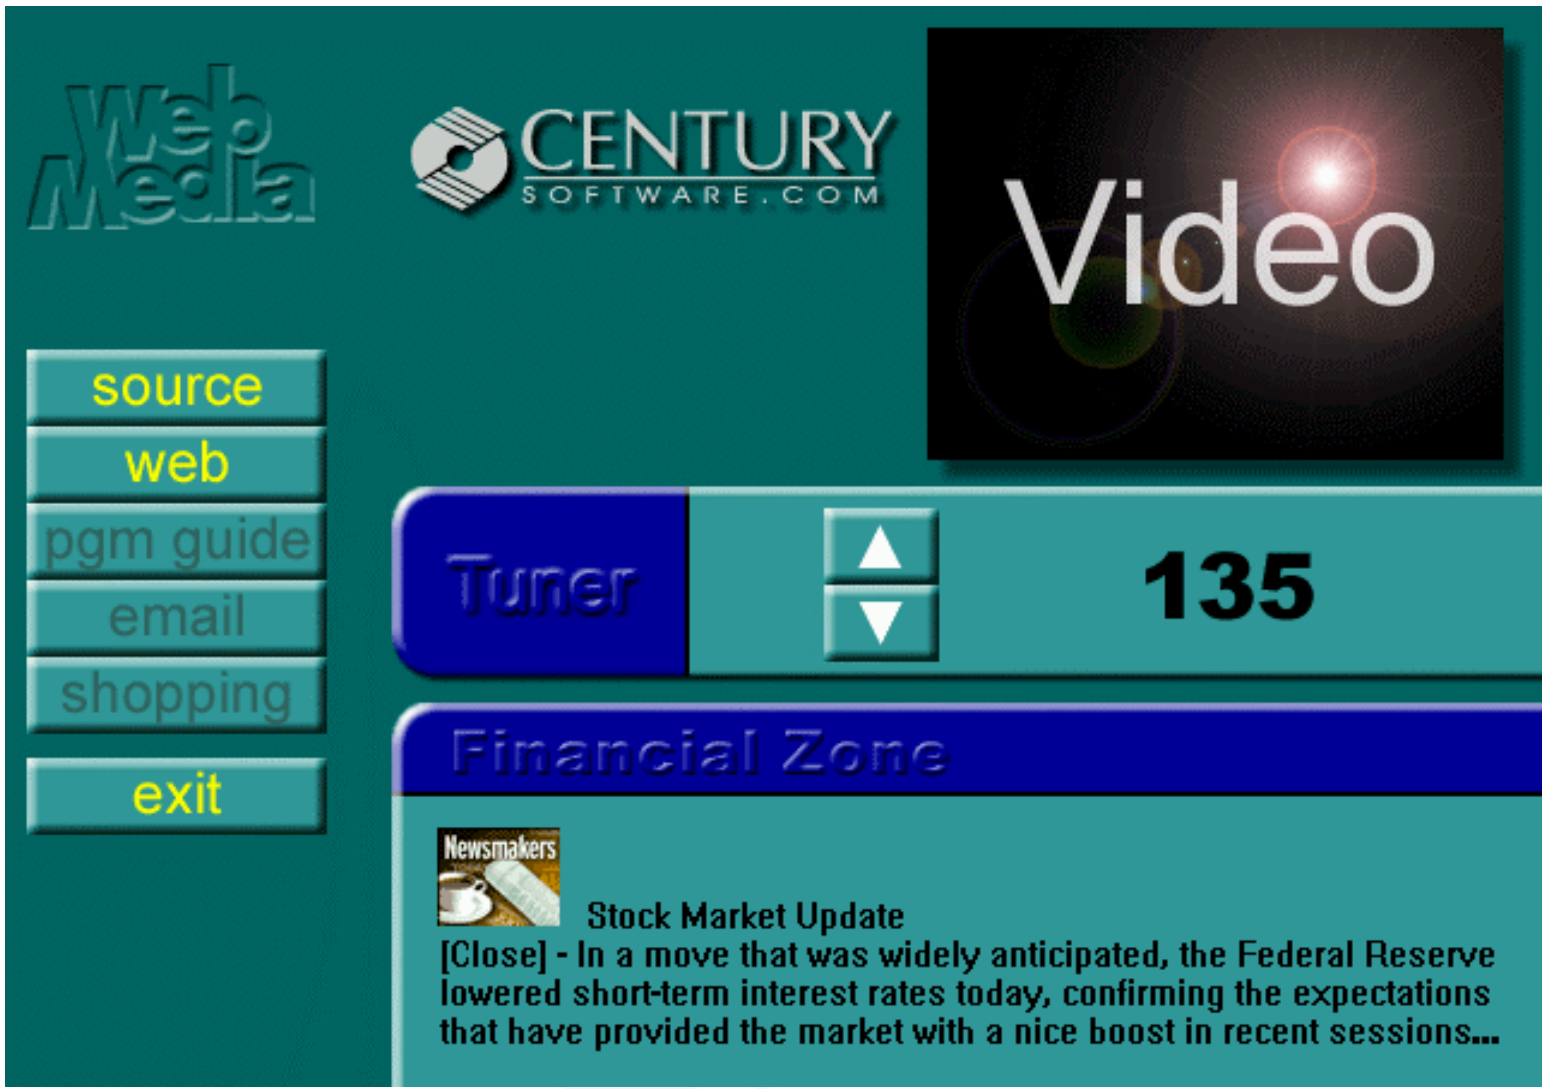 Web
Media
CENTURY
SOFTWARE.COM
Video
source
web
pgm guide
email
shopping
exit
Tuner
135
Financial Zone
Newsmakers
Stock Market Update
[Close] - In a move that was widely anticipated, the Federal Reserve
lowered short-term interest rates today, confirming the expectations
that have provided the market with a nice boost in recent sessions...